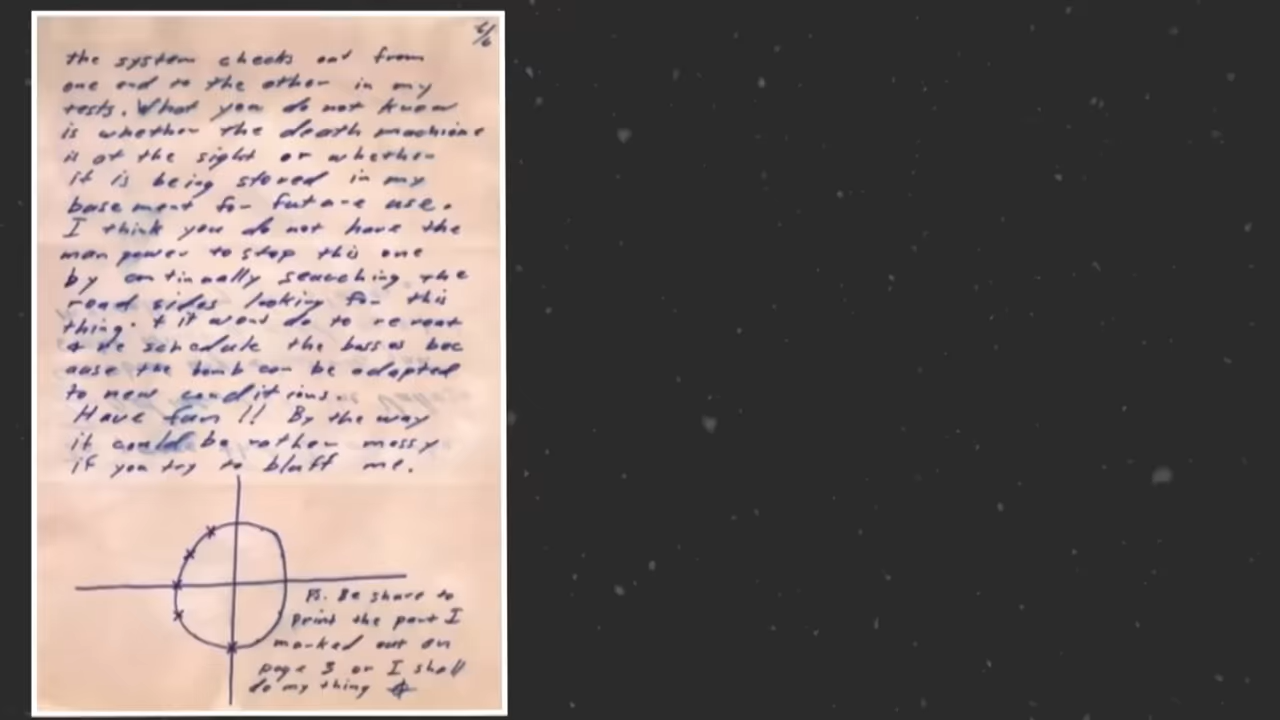 6/6
the system checks out from
one end to the other in my
tests. What you do not know
is whether the death machine
is at the sight or whether
it is being stored in my
base ment for future use.
I think you do not have the
man power to stop this one
by continually searching the
road sides looking for this
thing. & it wont do to re root
& re schedule the busses bec
ause the bomb can be adapted
to new conditions.
Have fun !! By the way
it could be rather messy
if you try to bluff me.
PS. Be shure to
print the part I
marked out on
page 3 or I shall
do my thing